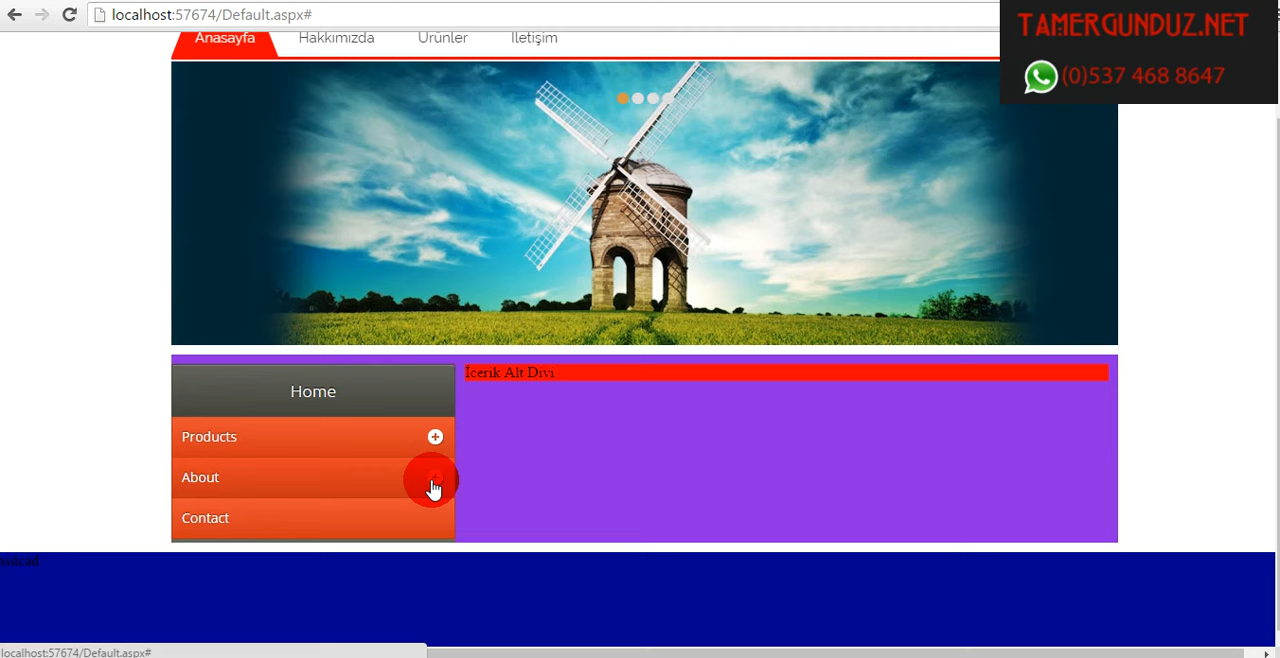 localhost:57674/Default.aspx#
TAMERGUNDUZ.NET
(0)537 468 8647
Anasayfa Hakkımızda Ürünler İletişim
İcerik Alt Divi
Home
Products
About
Contact
localhost:57674/Default.aspx#